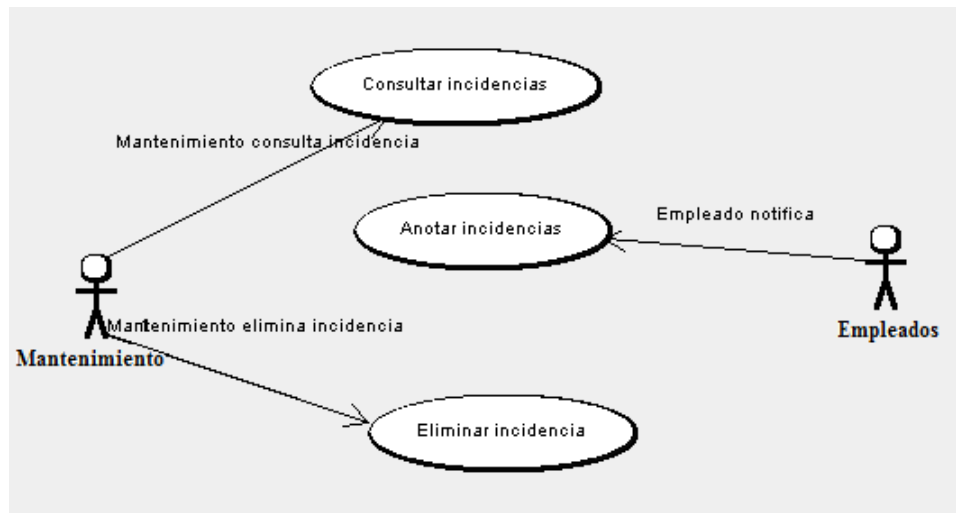 Consultar incidencias
Mantenimiento consulta incidencia
Anotar incidencias
Empleado notifica
Mantenimiento elimina incidencia
Empleados
Mantenimiento
Eliminar incidencia